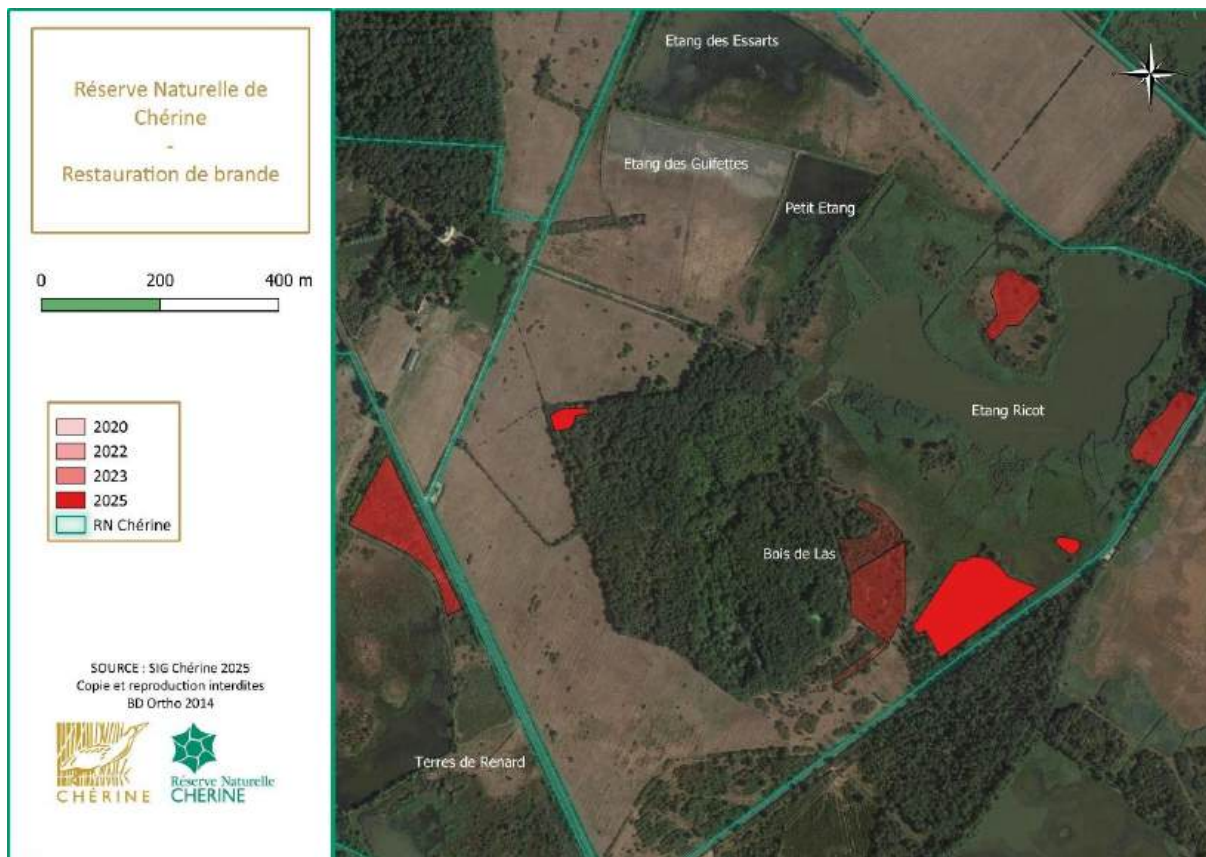 Réserve Naturelle de
Chérine
-
Restauration de brande
0 200 400 m
2020
2022
2023
2025
RN Chérine
SOURCE : SIG Chérine 2025
Copie et reproduction interdites
BD Ortho 2014
CHÉRINE
Réserve Naturelle
CHERINE
Etang des Essarts
Etang des Guifettes
Petit Etang
Etang Ricot
Bois de Las
Terres de Renard